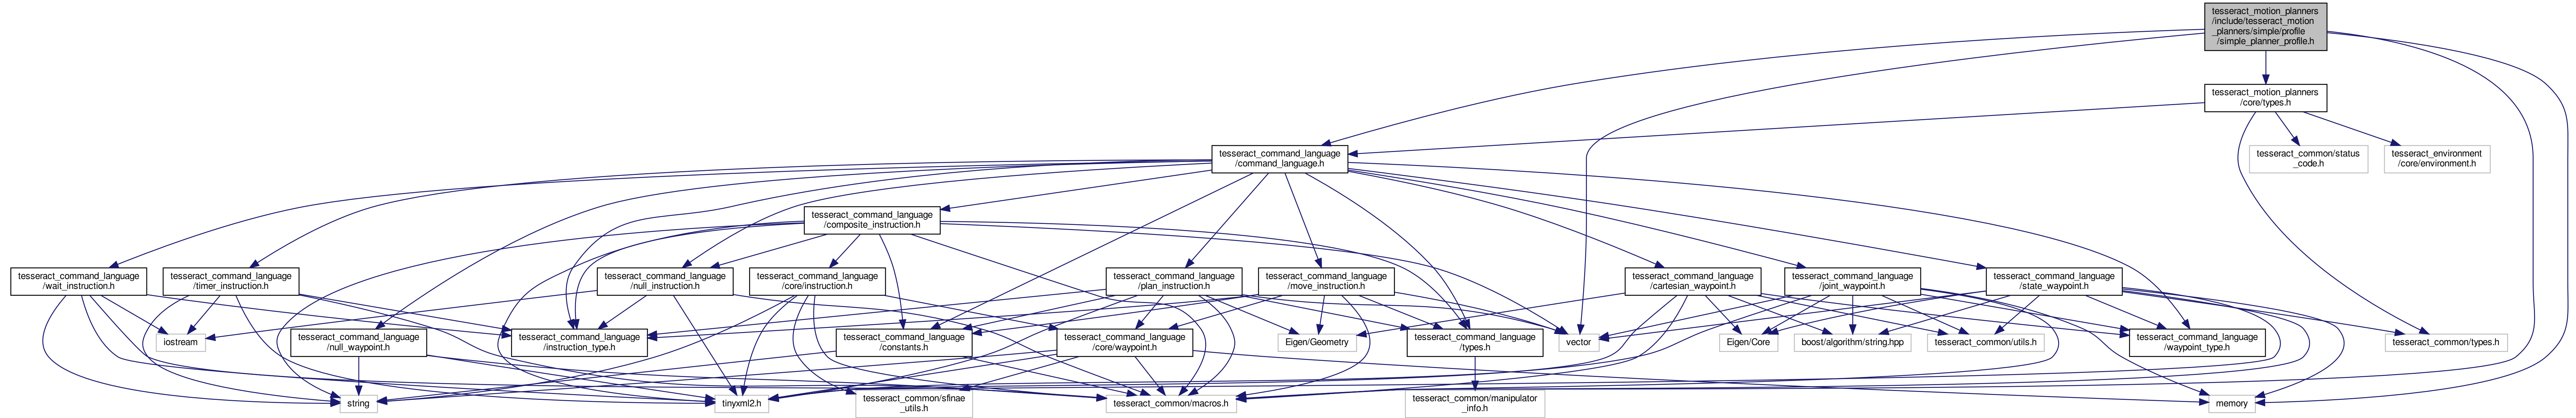 tesseract_motion_planners
/include/tesseract_motion
_planners/simple/profile
/simple_planner_profile.h
tesseract_motion_planners
/core/types.h
tesseract_command_language
/command_language.h
tesseract_common/status
_code.h
tesseract_environment
/core/environment.h
tesseract_command_language
/composite_instruction.h
tesseract_command_language
/wait_instruction.h
tesseract_command_language
/timer_instruction.h
tesseract_command_language
/null_instruction.h
tesseract_command_language
/core/instruction.h
tesseract_command_language
/plan_instruction.h
tesseract_command_language
/move_instruction.h
tesseract_command_language
/cartesian_waypoint.h
tesseract_command_language
/joint_waypoint.h
tesseract_command_language
/state_waypoint.h
iostream
tesseract_command_language
/null_waypoint.h
tesseract_command_language
/instruction_type.h
tesseract_command_language
/constants.h
tesseract_command_language
/core/waypoint.h
Eigen/Geometry
tesseract_command_language
/types.h
vector
Eigen/Core
boost/algorithm/string.hpp
tesseract_common/utils.h
tesseract_command_language
/waypoint_type.h
tesseract_common/types.h
string
tinyxml2.h
tesseract_common/sfinae
_utils.h
tesseract_common/macros.h
tesseract_common/manipulator
_info.h
memory